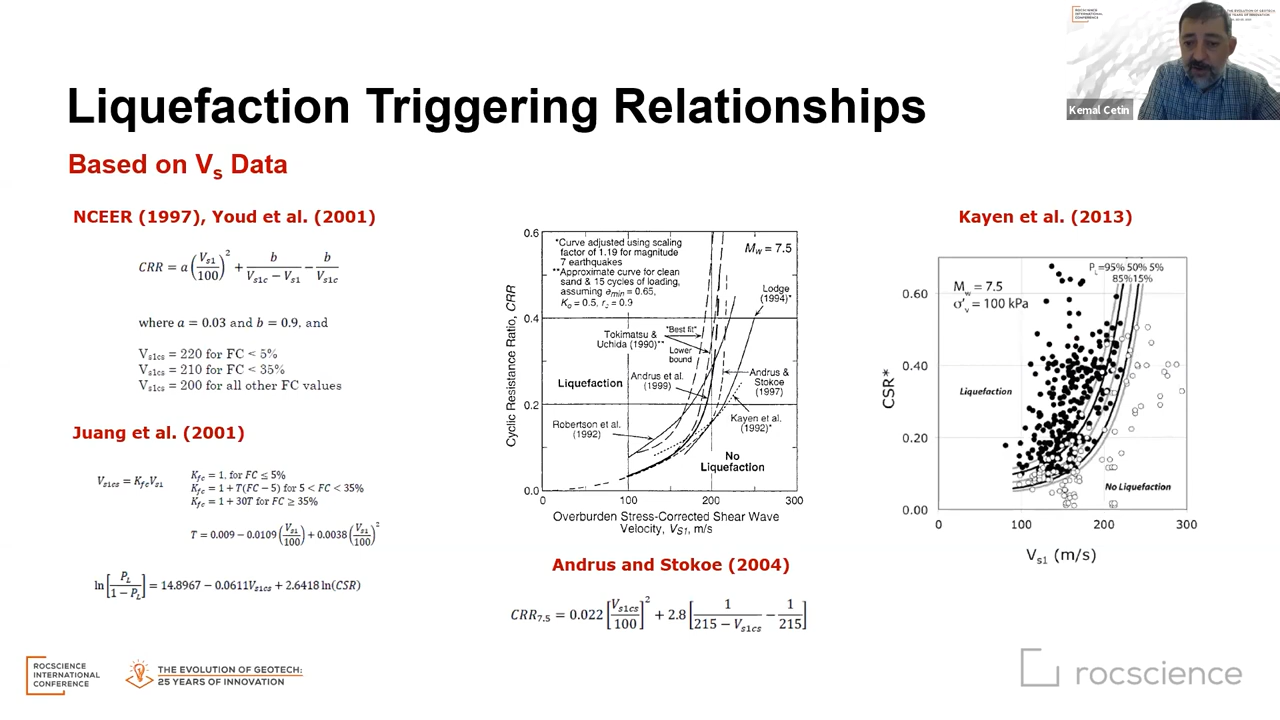 ROCSCIENCE
INTERNATIONAL
CONFERENCE
Kemal Cetin
Liquefaction Triggering Relationships
Based on Vs Data
NCEER (1997), Youd et al. (2001)
CRR = a(Vs1/100)^2 + b/(Vs1c − Vs1) − b/Vs1c
where a = 0.03 and b = 0.9, and
Vs1cs = 220 for FC < 5%
Vs1cs = 210 for FC < 35%
Vs1cs = 200 for all other FC values
Juang et al. (2001)
Vs1cs = KfcVs1
Kfc = 1, for FC ≤ 5%
Kfc = 1 + T(FC − 5) for 5 < FC < 35%
Kfc = 1 + 30T for FC ≥ 35%
T = 0.009 − 0.0109(Vs1/100) + 0.0038(Vs1/100)^2
ln[PL/(1 − PL)] = 14.8967 − 0.0611Vs1cs + 2.6418 ln(CSR)
*Curve adjusted using scaling
factor of 1.19 for magnitude
7 earthquakes
**Approximate curve for clean
sand & 15 cycles of loading,
assuming
= 0.65,
= 0.5, = 0.9
Mw = 7.5
Lodge
(1994)*
Tokimatsu &
Uchida (1990)**
"Best fit"
Lower
bound
Andrus et al.
(1999)
Andrus &
Stokoe
(1997)
Liquefaction
Kayen et al.
(1992)*
Robertson et al.
(1992)
No
Liquefaction
0.6
0.4
0.2
0.0
0
100
200
300
Cyclic Resistance Ratio, CRR
Overburden Stress-Corrected Shear Wave
Velocity, VS1, m/s
Andrus and Stokoe (2004)
CRR7.5 = 0.022[Vs1cs/100]^2 + 2.8[1/(215 − Vs1cs) − 1/215]
Kayen et al. (2013)
PL=95% 50% 5%
85% 15%
Mw = 7.5
σ'v = 100 kPa
Liquefaction
No Liquefaction
0.60
0.40
0.20
0.00
0
100
200
300
CSR*
Vs1 (m/s)
ROCSCIENCE
INTERNATIONAL
CONFERENCE
THE EVOLUTION OF GEOTECH:
25 YEARS OF INNOVATION
rocscience